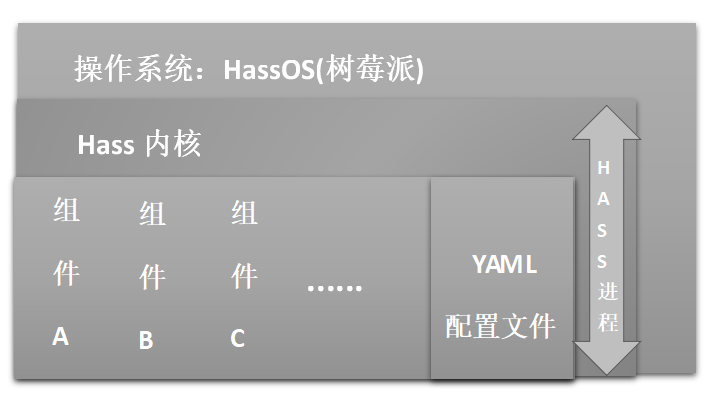 操作系统：HassOS(树莓派)
Hass 内核
组件A
组件B
组件C
......
YAML
配置文件
HASS进程